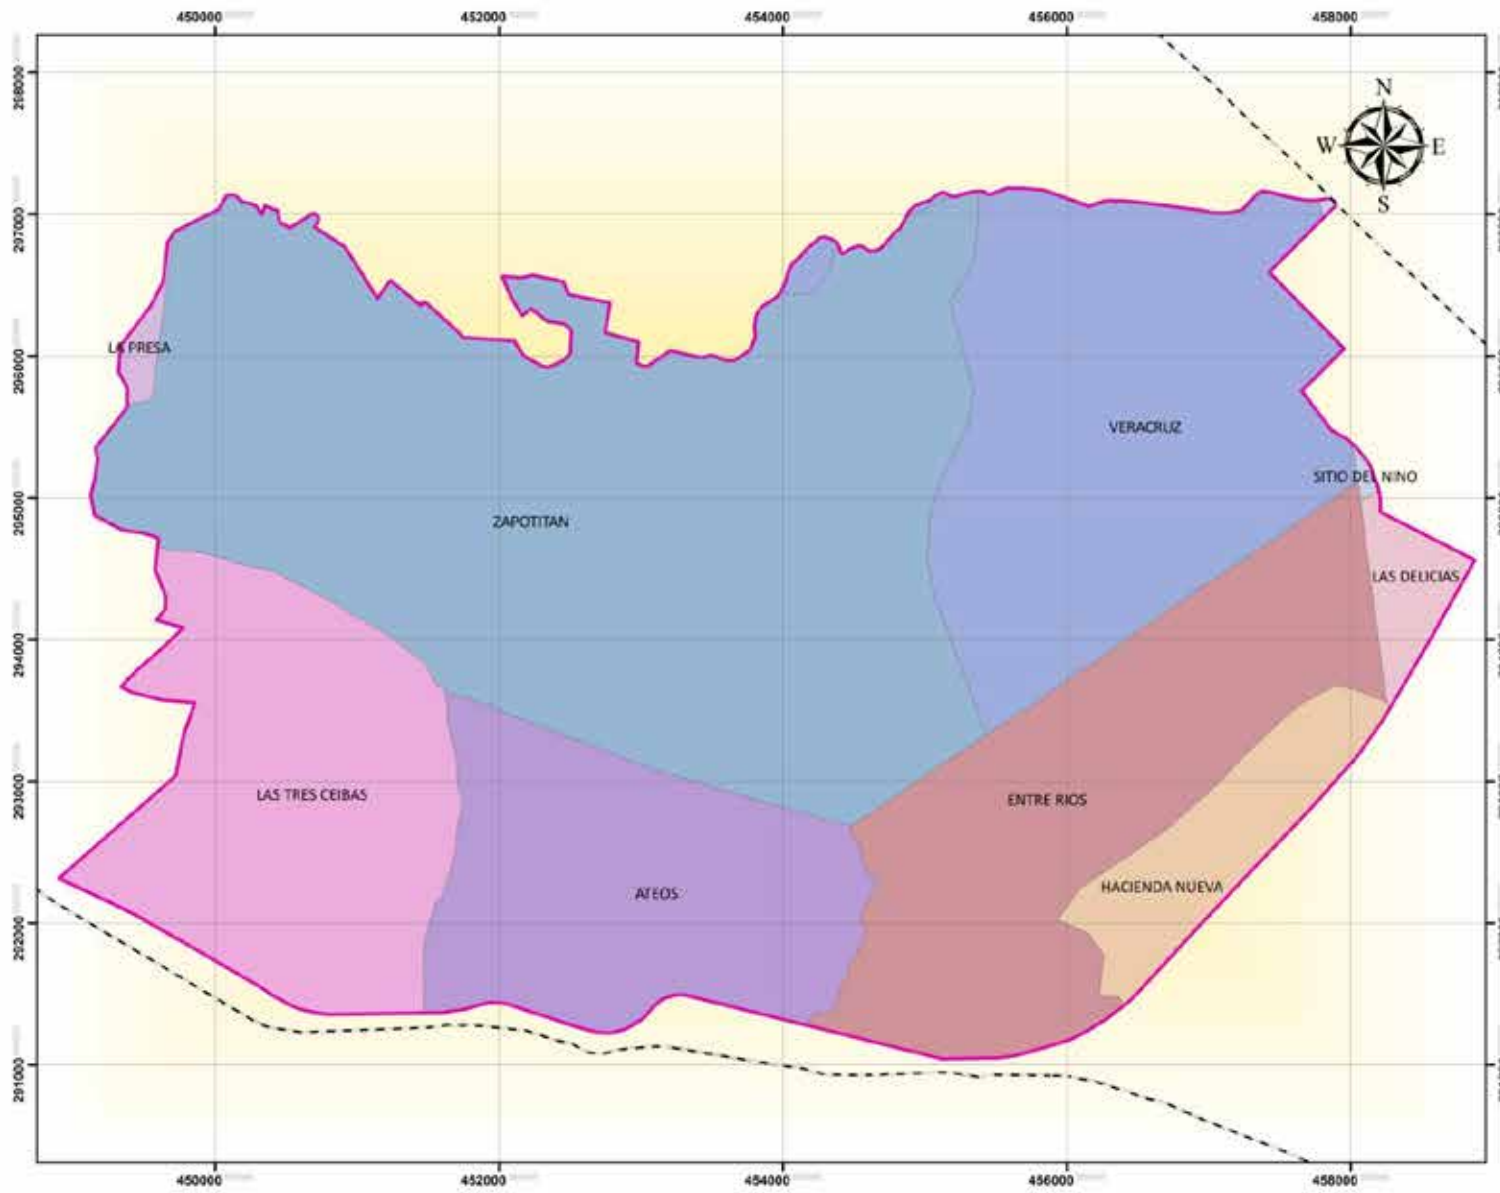 450000 452000 454000 456000 458000
298000
N
W E
S
297000
LA PRESA
296000
VERACRUZ
SITIO DEL NINO
295000
ZAPOTITAN
LAS DELICIAS
294000
293000
LAS TRES CEIBAS
ENTRE RIOS
HACIENDA NUEVA
ATEOS
292000
291000
450000 452000 454000 456000 458000